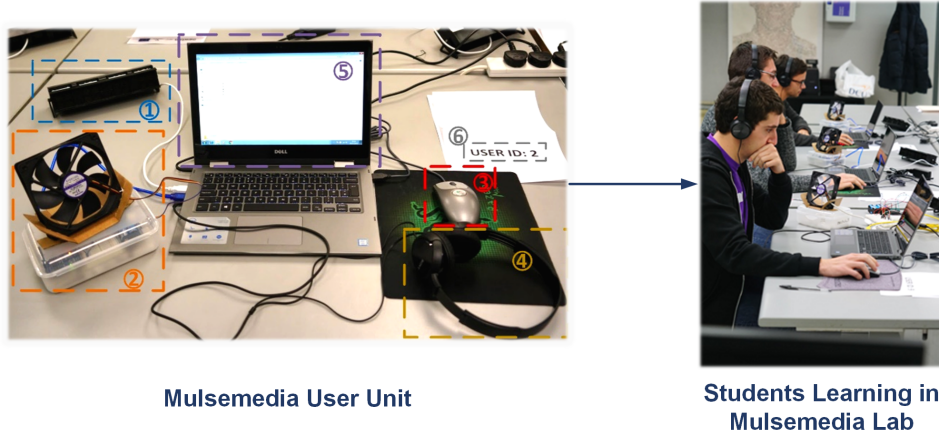 ①
⑤
⑥
USER ID: 2
③
②
④
DELL
Mulsemedia User Unit
Students Learning in
Mulsemedia Lab